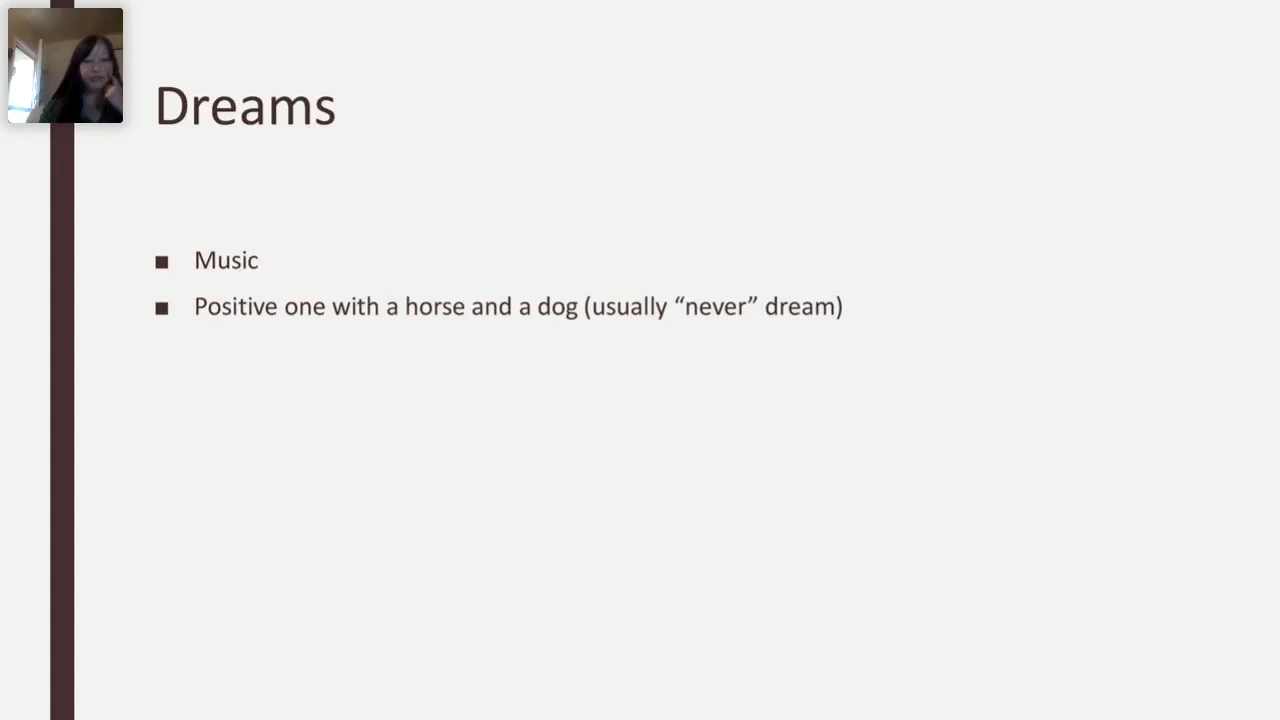 Dreams
Music
Positive one with a horse and a dog (usually “never” dream)